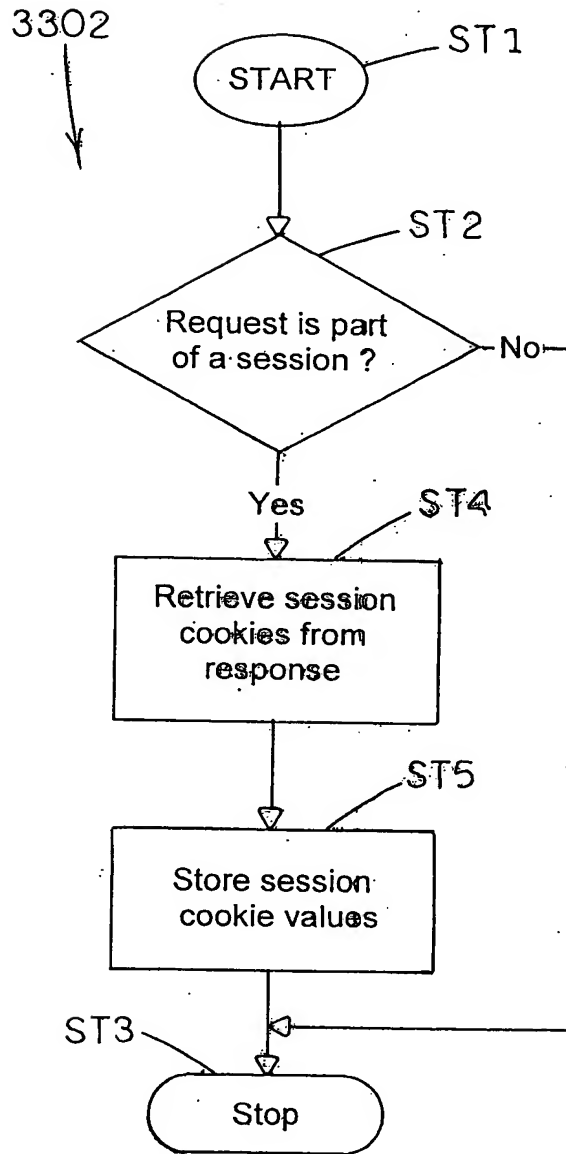 3302
ST1
START
ST2
Request is part
of a session ?
No
Yes
ST4
Retrieve session
cookies from
response
ST5
Store session
cookie values
ST3
Stop